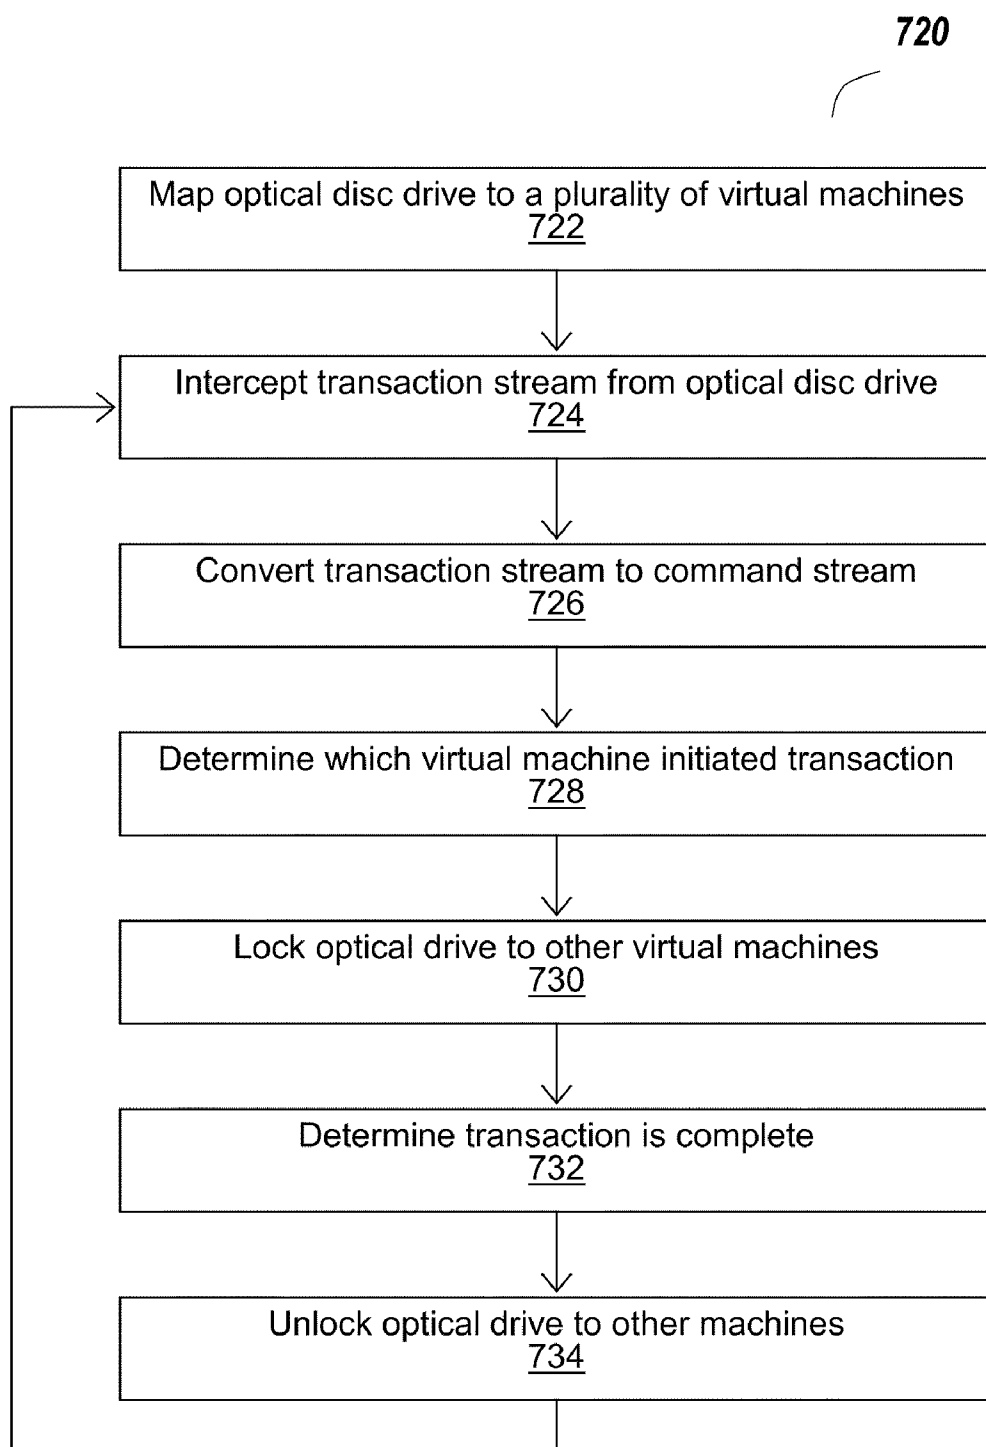 720
Map optical disc drive to a plurality of virtual machines
722
Intercept transaction stream from optical disc drive
724
Convert transaction stream to command stream
726
Determine which virtual machine initiated transaction
728
Lock optical drive to other virtual machines
730
Determine transaction is complete
732
Unlock optical drive to other machines
734